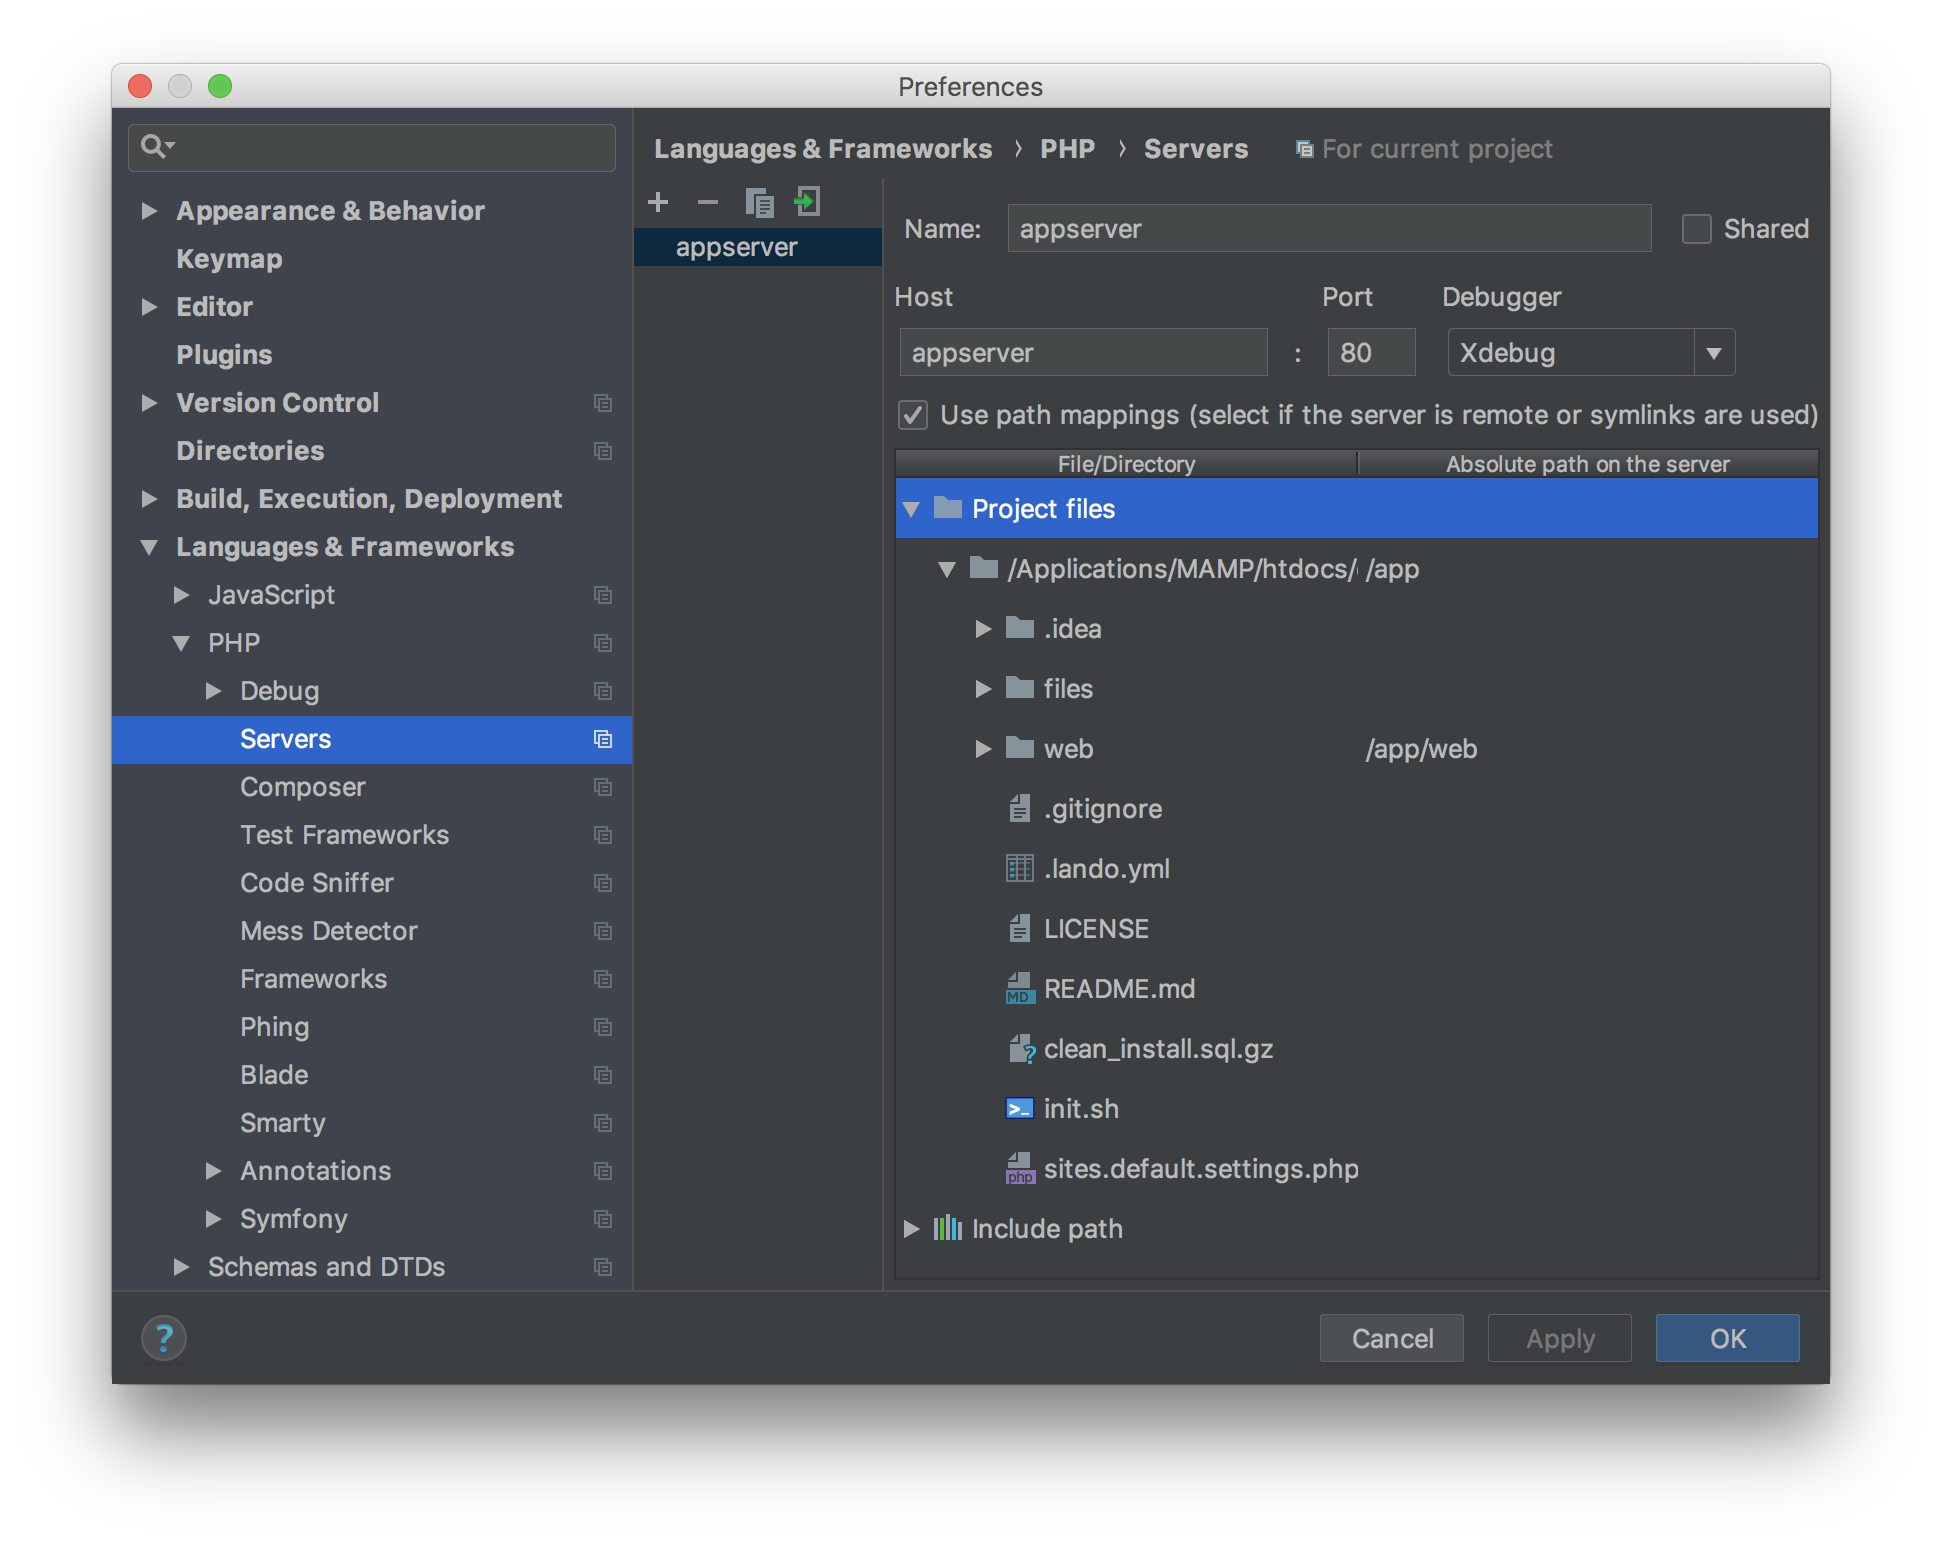 Preferences
Appearance & Behavior
Keymap
Editor
Plugins
Version Control
Directories
Build, Execution, Deployment
Languages & Frameworks
JavaScript
PHP
Debug
Servers
Composer
Test Frameworks
Code Sniffer
Mess Detector
Frameworks
Phing
Blade
Smarty
Annotations
Symfony
Schemas and DTDs
Languages & Frameworks › PHP › Servers For current project
appserver
Name: appserver Shared
Host Port Debugger
appserver : 80 Xdebug
Use path mappings (select if the server is remote or symlinks are used)
File/Directory Absolute path on the server
Project files
/Applications/MAMP/htdocs/ /app
.idea
files
web /app/web
.gitignore
.lando.yml
LICENSE
MD README.md
? clean_install.sql.gz
>_ init.sh
php sites.default.settings.php
Include path
? Cancel Apply OK